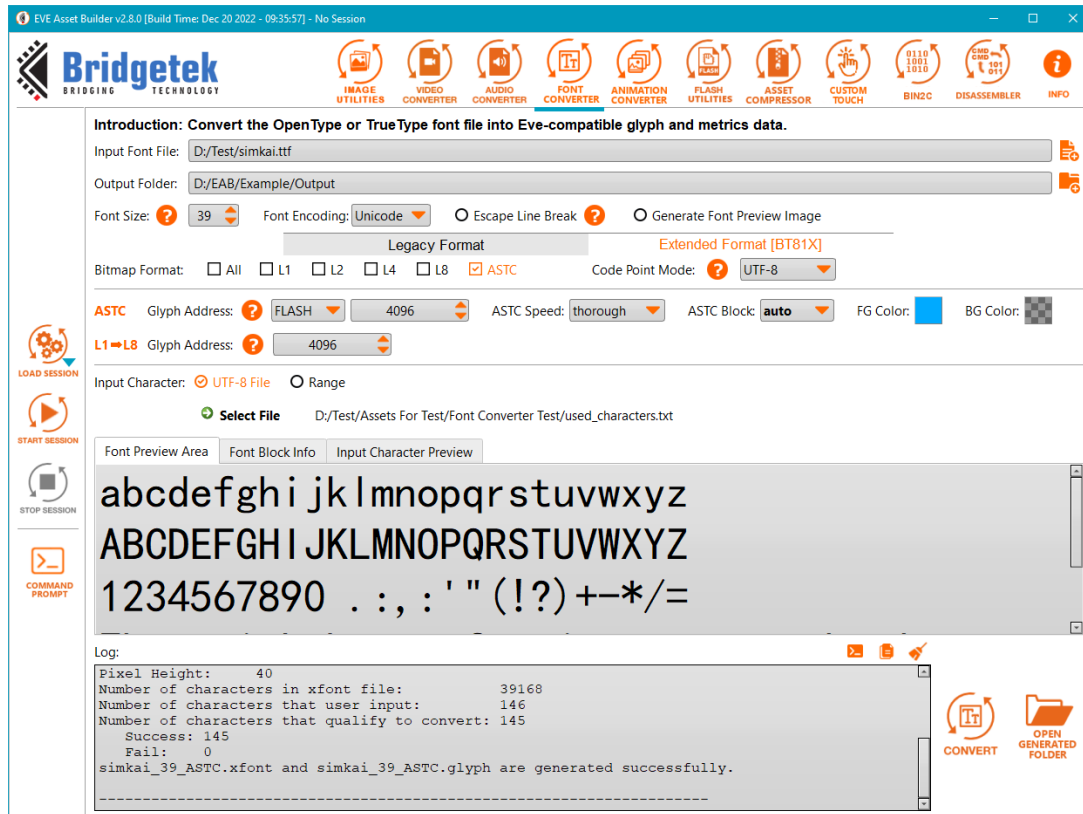 EVE Asset Builder v2.8.0 [Build Time: Dec 20 2022 - 09:35:57] - No Session
Bridgetek
BRIDGING TECHNOLOGY
IMAGE UTILITIES
VIDEO CONVERTER
AUDIO CONVERTER
FONT CONVERTER
ANIMATION CONVERTER
FLASH
FLASH UTILITIES
ASSET COMPRESSOR
CUSTOM TOUCH
0110
1001
1010
BIN2C
CMD
101
011
DISASSEMBLER
INFO
Introduction: Convert the OpenType or TrueType font file into Eve-compatible glyph and metrics data.
Input Font File: D:/Test/simkai.ttf
Output Folder: D:/EAB/Example/Output
Font Size: ? 39 Font Encoding: Unicode Escape Line Break ? Generate Font Preview Image
Legacy Format Extended Format [BT81X]
Bitmap Format: All L1 L2 L4 L8 ASTC Code Point Mode: ? UTF-8
ASTC Glyph Address: ? FLASH 4096 ASTC Speed: thorough ASTC Block: auto FG Color: BG Color:
L1➡L8 Glyph Address: ? 4096
LOAD SESSION
START SESSION
STOP SESSION
COMMAND PROMPT
Input Character: UTF-8 File Range
Select File D:/Test/Assets For Test/Font Converter Test/used_characters.txt
Font Preview Area Font Block Info Input Character Preview
abcdefghijklmnopqrstuvwxyz
ABCDEFGHIJKLMNOPQRSTUVWXYZ
1234567890 .:,:'"(!?)+-*/=
Log:
Pixel Height: 40
Number of characters in xfont file: 39168
Number of characters that user input: 146
Number of characters that qualify to convert: 145
Success: 145
Fail: 0
simkai_39_ASTC.xfont and simkai_39_ASTC.glyph are generated successfully.
----------------------------------------------------------------------
CONVERT
OPEN GENERATED FOLDER